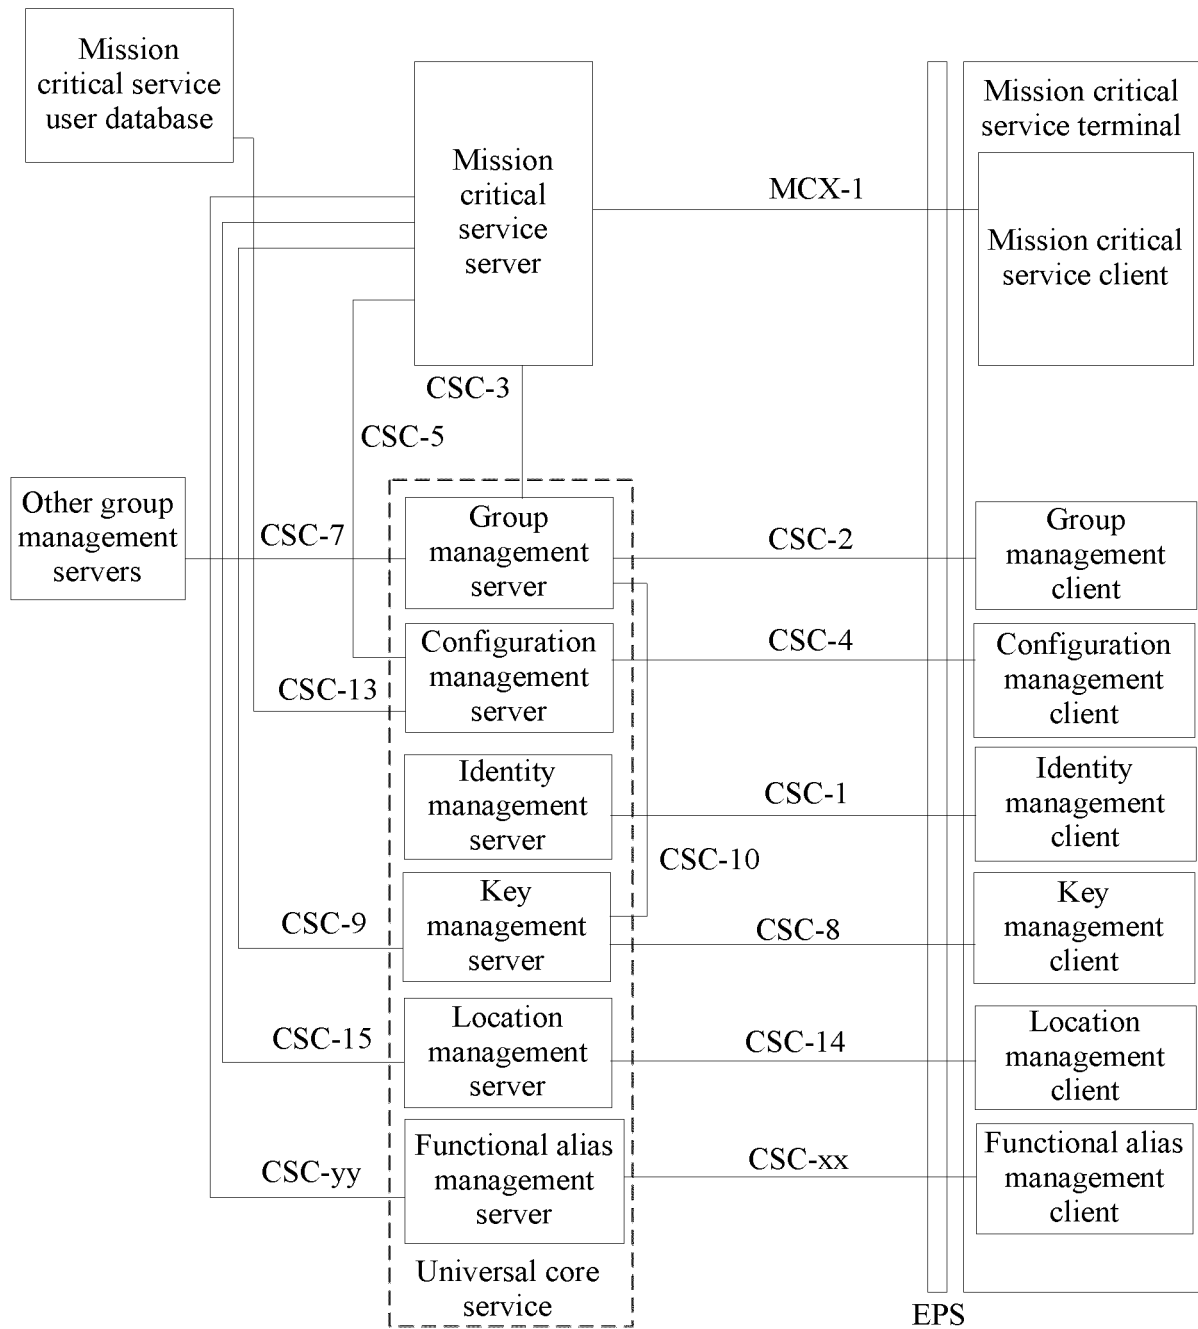 Mission
critical service
user database
Mission
critical
service
server
MCX-1
Mission critical
service terminal
Mission critical
service client
CSC-3
CSC-5
Other group
management
servers
CSC-7
Group
management
server
CSC-2
Group
management
client
Configuration
management
server
CSC-4
Configuration
management
client
CSC-13
Identity
management
server
CSC-1
Identity
management
client
CSC-10
CSC-9
Key
management
server
CSC-8
Key
management
client
CSC-15
Location
management
server
CSC-14
Location
management
client
CSC-yy
Functional alias
management
server
CSC-xx
Functional alias
management
client
Universal core
service
EPS